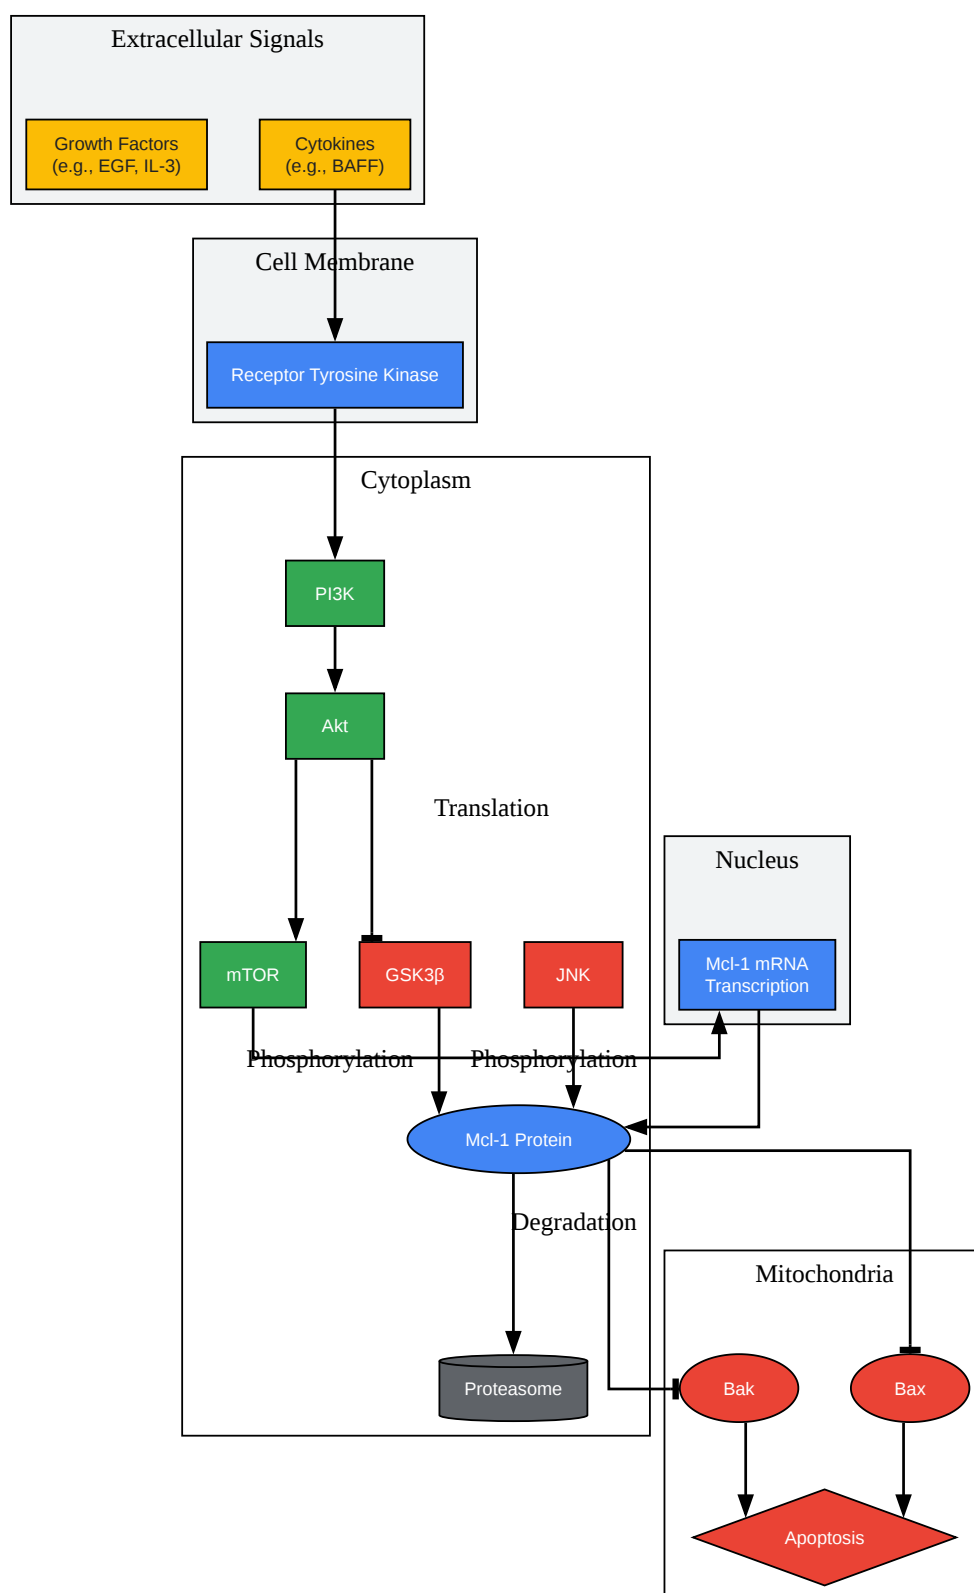 Extracellular Signals
Growth Factors
(e.g., EGF, IL-3)
Cytokines
(e.g., BAFF)
Cell Membrane
Receptor Tyrosine Kinase
Cytoplasm
PI3K
Akt
Translation
Nucleus
mTOR
GSK3β
JNK
Mcl-1 mRNA
Transcription
Phosphorylation
Phosphorylation
Mcl-1 Protein
Degradation
Mitochondria
Proteasome
Bak
Bax
Apoptosis